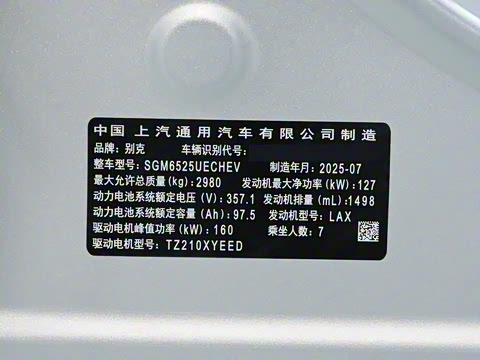 中国 上汽通用汽车有限公司制造
品牌：别克 车辆识别代号：
整车型号：SGM6525UECHEV 制造年月：2025-07
最大允许总质量(kg)：2980 发动机最大净功率(kW)：127
动力电池系统额定电压(V)：357.1 发动机排量(mL)：1498
动力电池系统额定容量(Ah)：97.5 发动机型号：LAX
驱动电机峰值功率(kW)：160 乘坐人数：7
驱动电机型号：TZ210XYEED